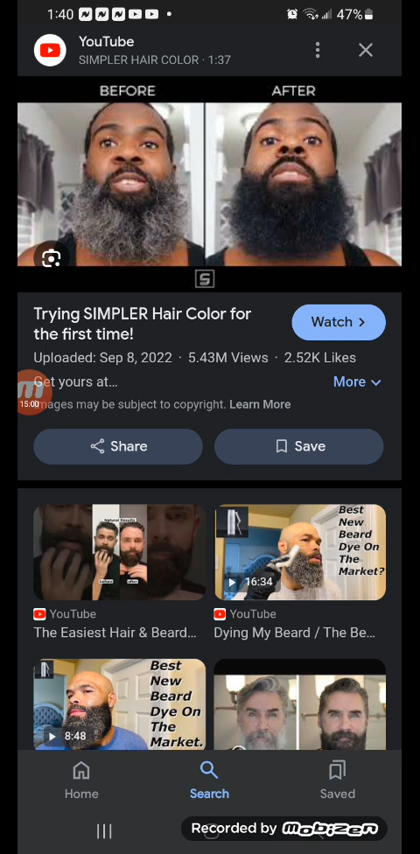 1:40
47%
YouTube
SIMPLER HAIR COLOR · 1:37
BEFORE
AFTER
S
Trying SIMPLER Hair Color for
the first time!
Watch
Uploaded: Sep 8, 2022 · 5.43M Views · 2.52K Likes
Get yours at…
More
15:00
Images may be subject to copyright. Learn More
Share
Save
Best
New
Beard
Dye On
The
Market?
16:34
YouTube
The Easiest Hair & Beard...
YouTube
Dying My Beard / The Be...
Best
New
Beard
Dye On
The
Market.
8:48
Home
Search
Saved
Recorded by mobizen